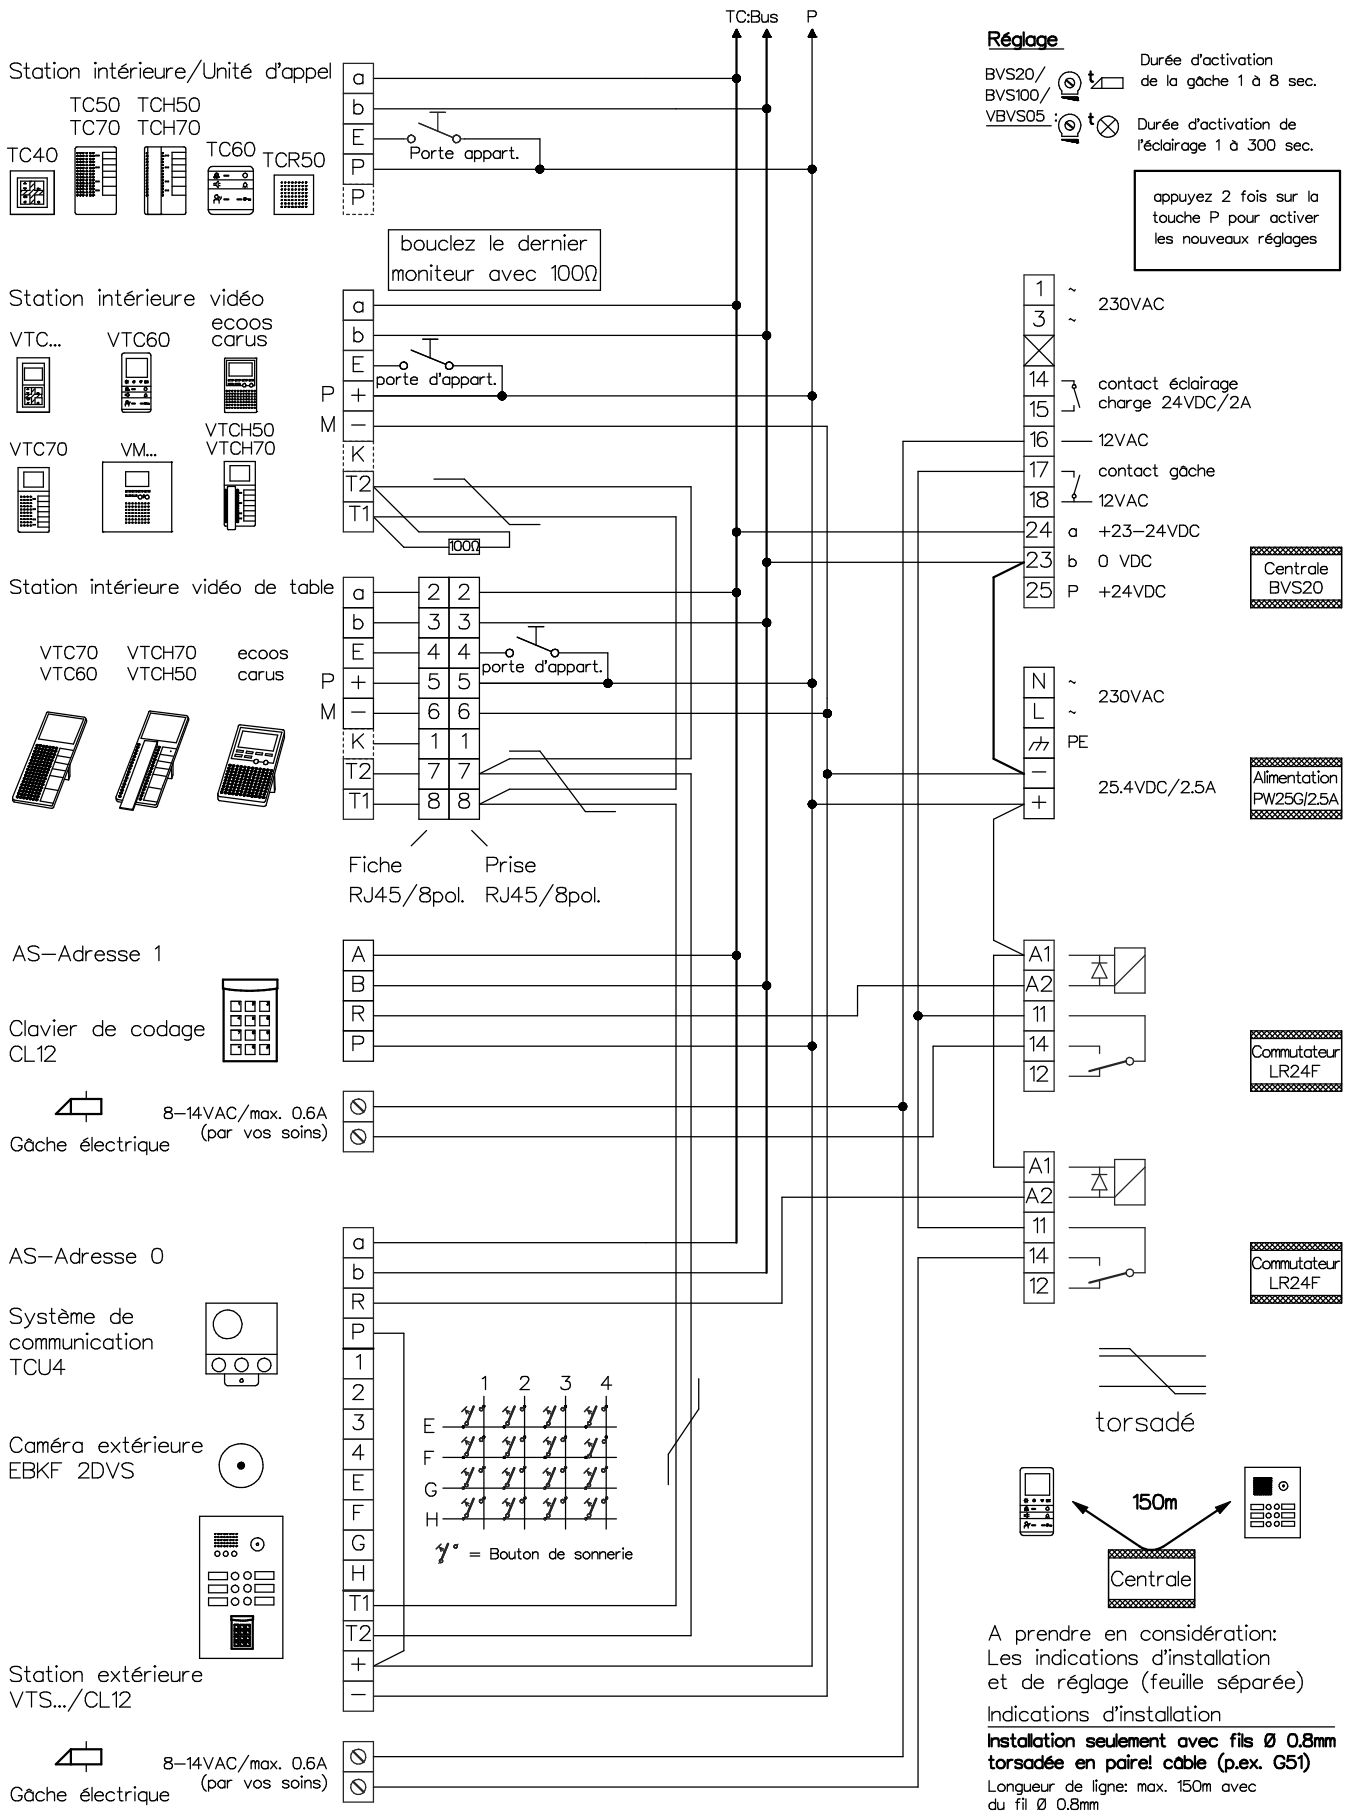 TC:Bus P
Station intérieure/Unité d'appel
TC50 TCH50
TC70 TCH70
TC40
TC60
TCR50
a
b
E
P
P
Porte appart.
bouclez le dernier
moniteur avec 100Ω
Réglage
BVS20/
BVS100/
VBVS05 :
t
Durée d'activation
de la gâche 1 à 8 sec.
t
Durée d'activation de
l'éclairage 1 à 300 sec.
appuyez 2 fois sur la
touche P pour activer
les nouveaux réglages
Station intérieure vidéo
VTC... VTC60
ecoos
carus
VTC70 VM...
VTCH50
VTCH70
a
b
E
P +
M −
K
T2
T1
porte d'appart.
100Ω
1 ~
3 ~
230VAC
14
15
contact éclairage
charge 24VDC/2A
16 12VAC
17 contact gâche
18 12VAC
24 a +23−24VDC
23 b 0 VDC
25 P +24VDC
Centrale
BVS20
Station intérieure vidéo de table
VTC70 VTCH70 ecoos
VTC60 VTCH50 carus
a 2 2
b 3 3
E 4 4
P + 5 5
M − 6 6
K 1 1
T2 7 7
T1 8 8
porte d'appart.
Fiche Prise
RJ45/8pol. RJ45/8pol.
N ~
L ~
230VAC
PE
−
+
25.4VDC/2.5A
Alimentation
PW25G/2.5A
AS−Adresse 1
Clavier de codage
CL12
A
B
R
P
A1
A2
11
14
12
Commutateur
LR24F
8−14VAC/max. 0.6A
(par vos soins)
Gâche électrique
A1
A2
11
14
12
Commutateur
LR24F
AS−Adresse 0
Système de
communication
TCU4
Caméra extérieure
EBKF 2DVS
Station extérieure
VTS.../CL12
a
b
R
P
1
2
3
4
E
F
G
H
T1
T2
+
−
1 2 3 4
E
F
G
H
= Bouton de sonnerie
torsadé
150m
Centrale
8−14VAC/max. 0.6A
(par vos soins)
Gâche électrique
A prendre en considération:
Les indications d'installation
et de réglage (feuille séparée)
Indications d'installation
Installation seulement avec fils Ø 0.8mm
torsadée en paire! câble (p.ex. G51)
Longueur de ligne: max. 150m avec
du fil Ø 0.8mm